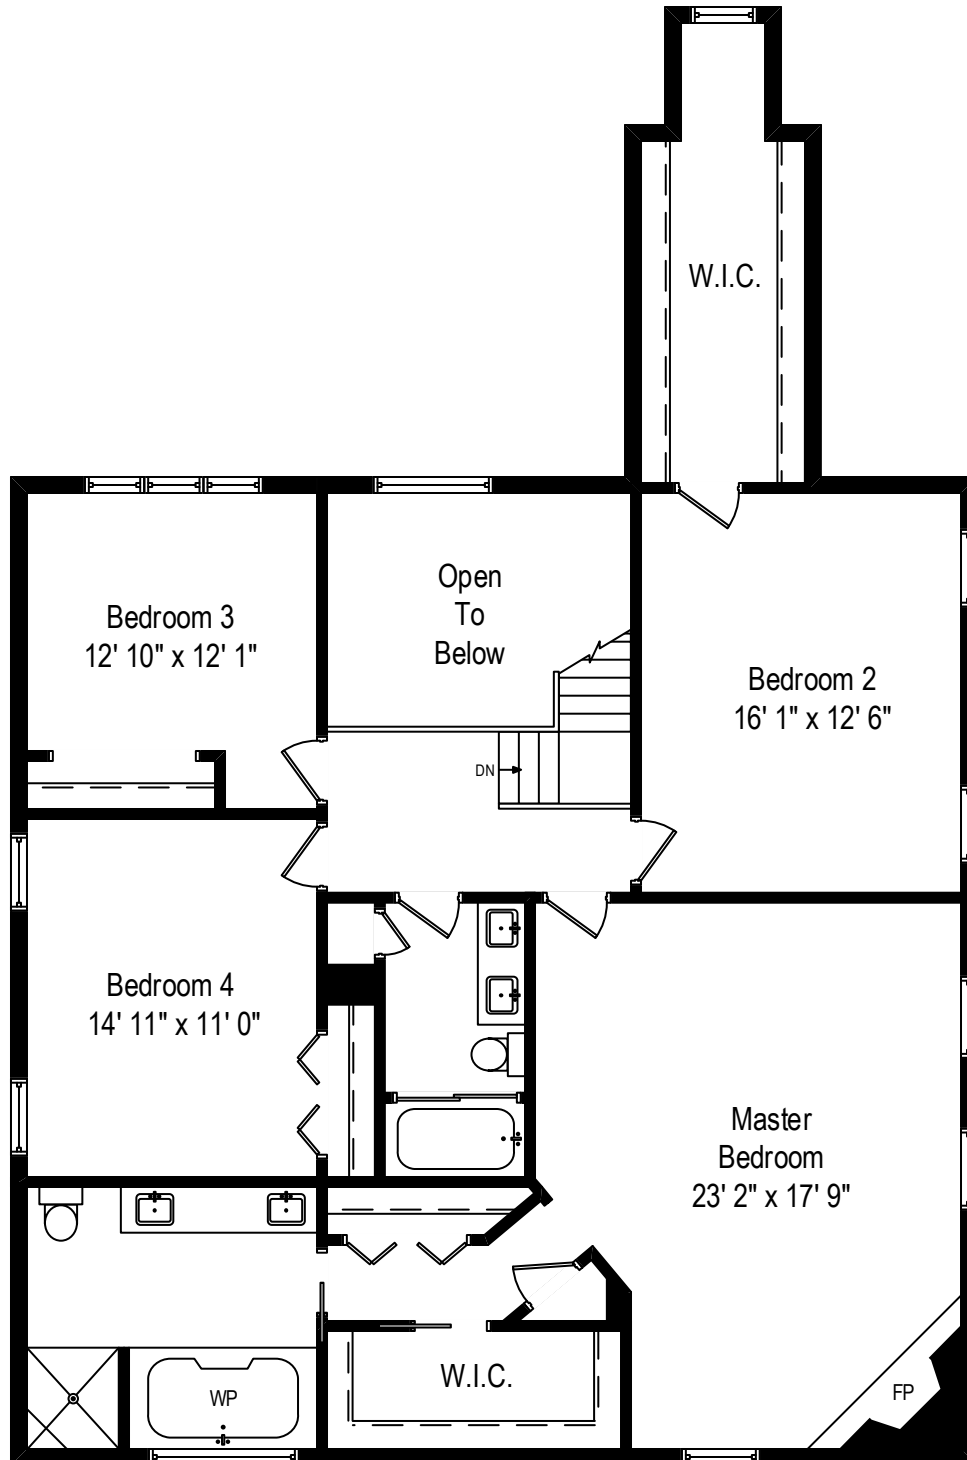 W.I.C.
Open
To
Below
Bedroom 3
12' 10" x 12' 1"
Bedroom 2
16' 1" x 12' 6"
DN
Bedroom 4
14' 11" x 11' 0"
Master
Bedroom
23' 2" x 17' 9"
W.I.C.
WP
FP